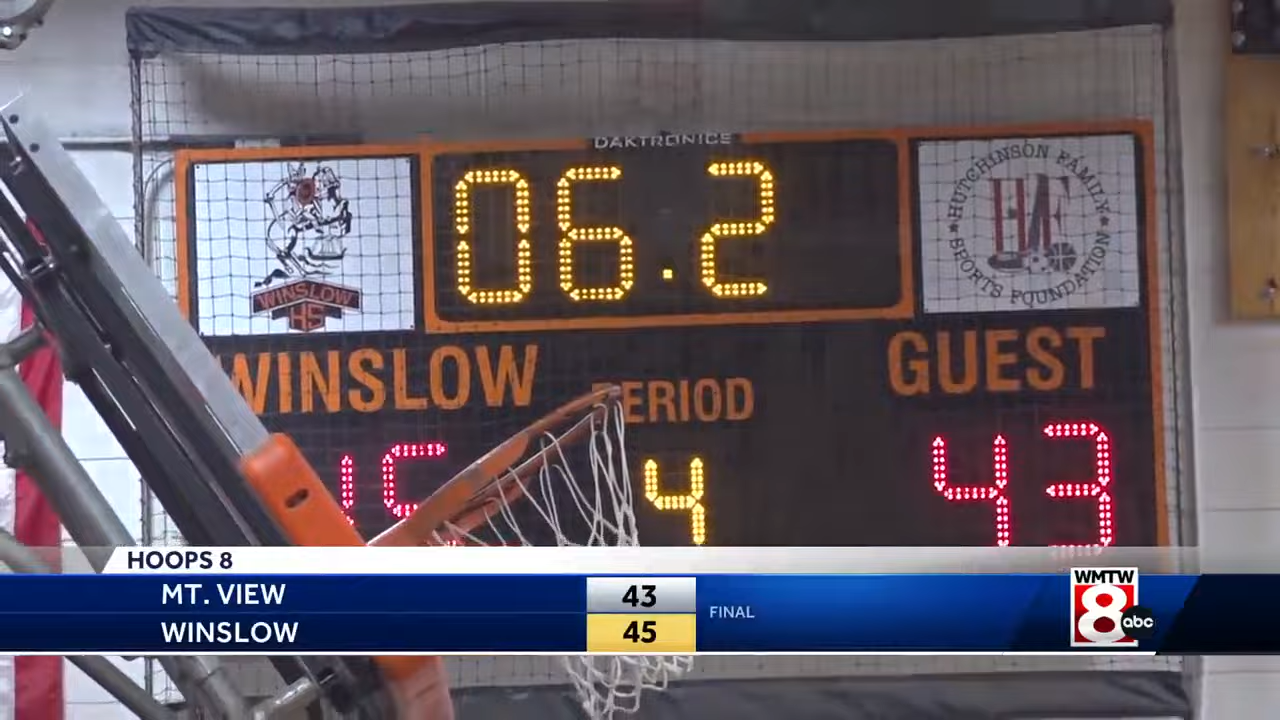 DAKTRONICS
06.2
WINSLOW
HS
HUTCHINSON FAMILY
HFF
SPORTS FOUNDATION
WINSLOW
PERIOD
GUEST
45
4
43
HOOPS 8
MT. VIEW 43
WINSLOW 45
FINAL
WMTW
8
abc